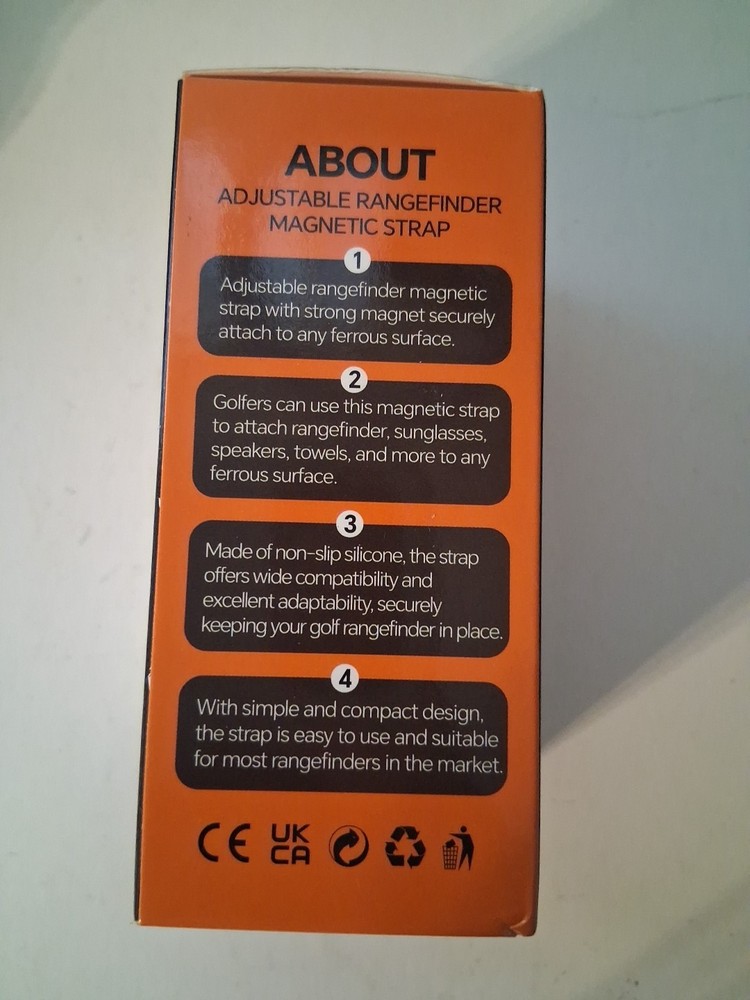 ABOUT
ADJUSTABLE RANGEFINDER
MAGNETIC STRAP
1
Adjustable rangefinder magnetic
strap with strong magnet securely
attach to any ferrous surface.
2
Golfers can use this magnetic strap
to attach rangefinder, sunglasses,
speakers, towels, and more to any
ferrous surface.
3
Made of non-slip silicone, the strap
offers wide compatibility and
excellent adaptability, securely
keeping your golf rangefinder in place.
4
With simple and compact design,
the strap is easy to use and suitable
for most rangefinders in the market.
CE UK
CA